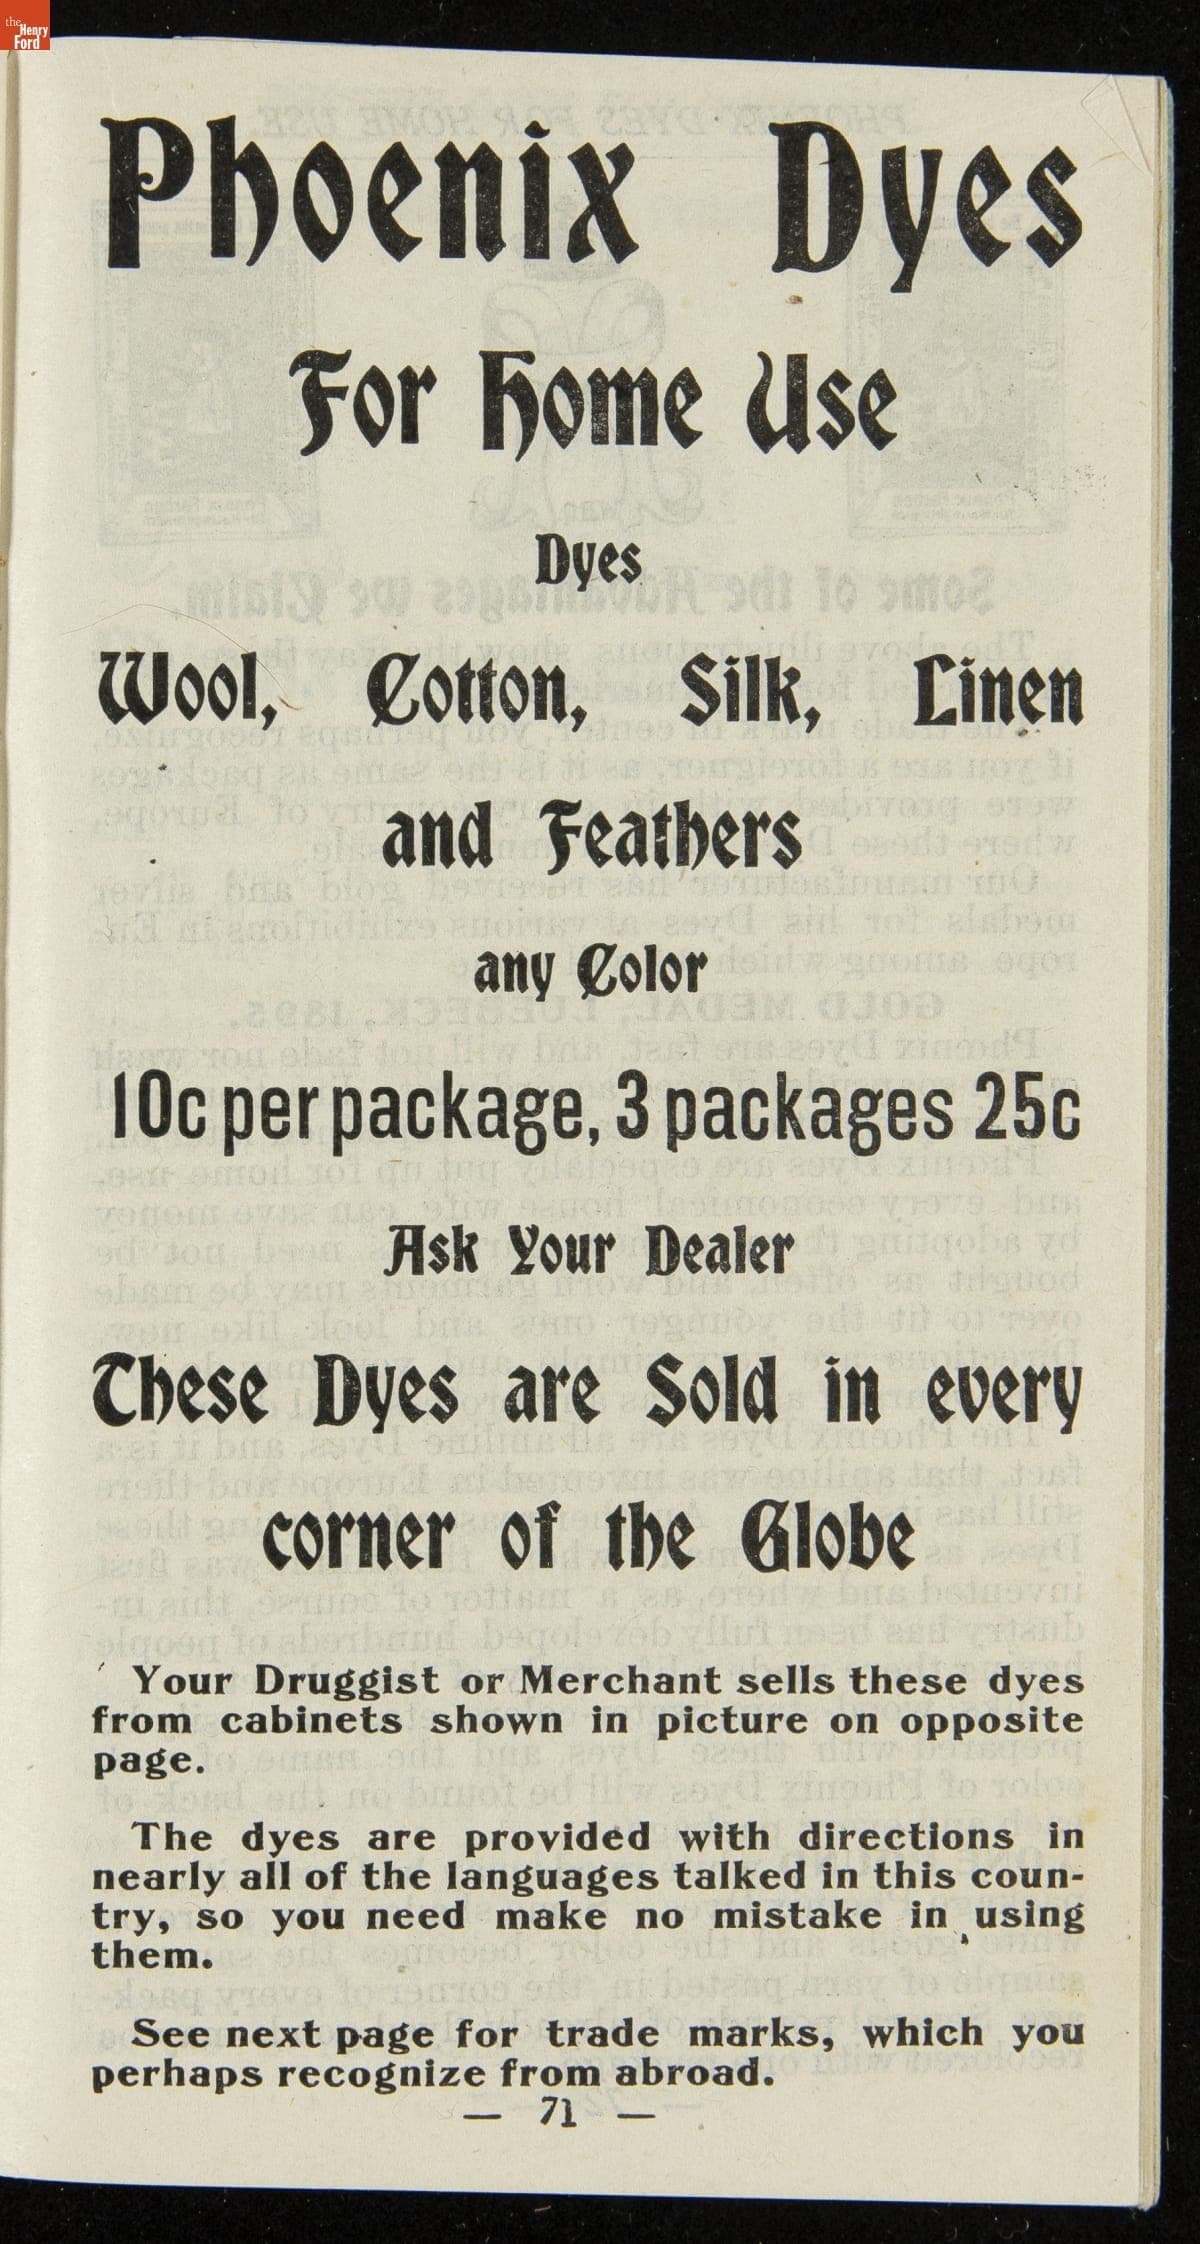 the
Henry
Ford
Phoenix Dyes
For Home Use
Dyes
Wool, Cotton, Silk, Linen
and Feathers
any Color
10c per package, 3 packages 25c
Ask Your Dealer
These Dyes are Sold in every
corner of the Globe
Your Druggist or Merchant sells these dyes
from cabinets shown in picture on opposite
page.
The dyes are provided with directions in
nearly all of the languages talked in this coun-
try, so you need make no mistake in using
them.
See next page for trade marks, which you
perhaps recognize from abroad.
— 71 —